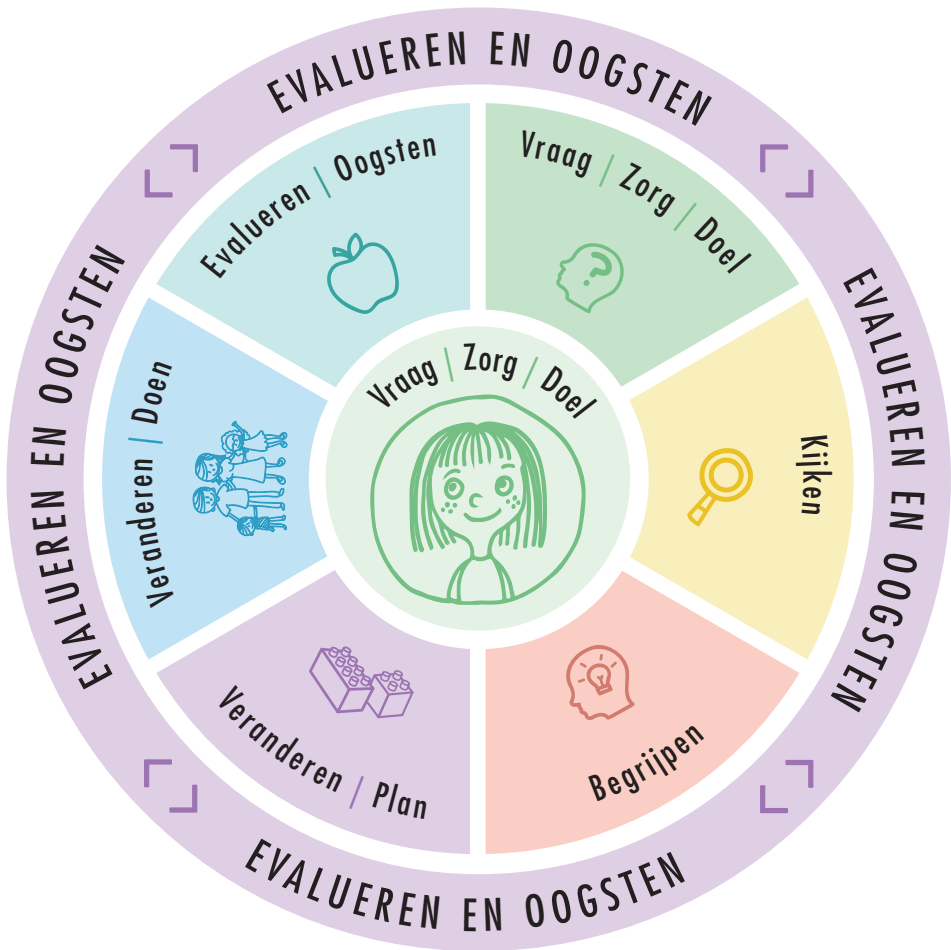 EVALUEREN EN OOGSTEN
EVALUEREN EN OOGSTEN
EVALUEREN EN OOGSTEN
EVALUEREN EN OOGSTEN
Vraag / Zorg / Doel
Kijken
Begrijpen
Veranderen / Plan
Veranderen / Doen
Evalueren \ Oogsten
Vraag | Zorg / Doel